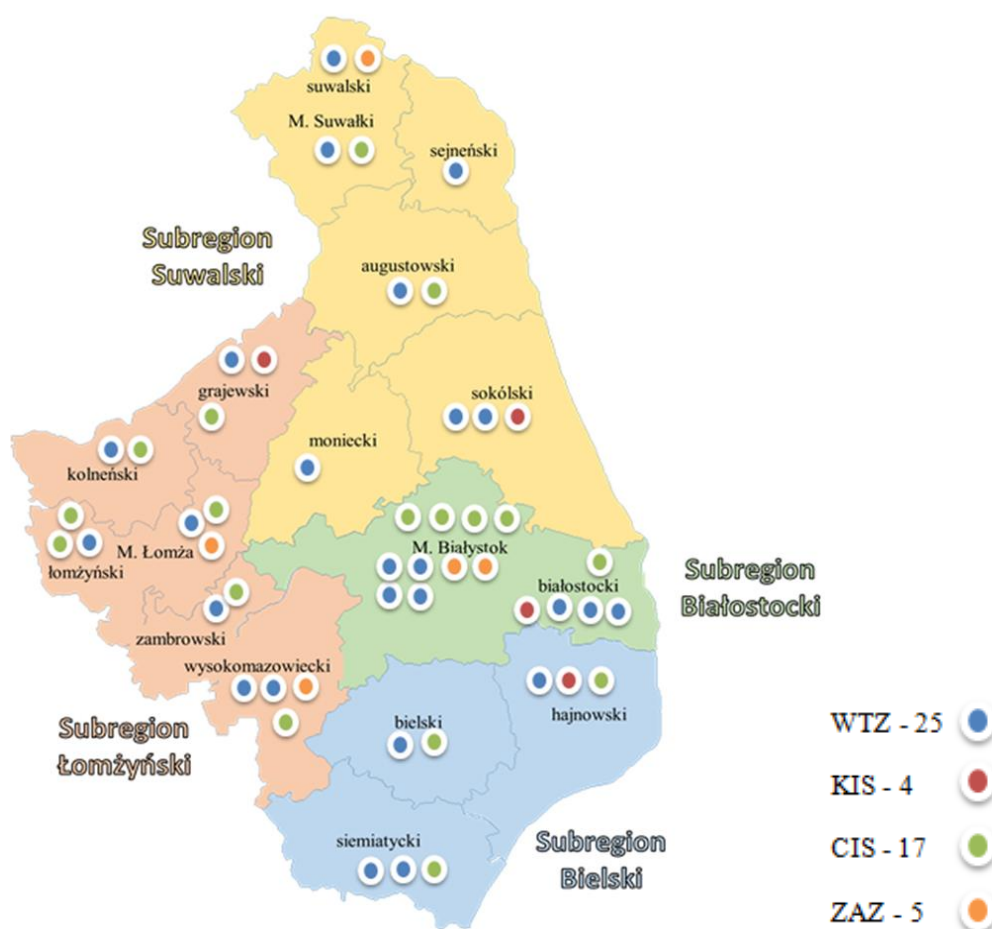 suwalski
M. Suwałki
sejneński
Subregion
Suwalski
augustowski
grajewski
sokólski
moniecki
kolneński
M. Łomża
łomżyński
M. Białystok
białostocki
Subregion
Białostocki
zambrowski
wysokomazowiecki
hajnowski
bielski
Subregion
Łomżyński
siemiatycki
Subregion
Bielski
WTZ - 25
KIS - 4
CIS - 17
ZAZ - 5